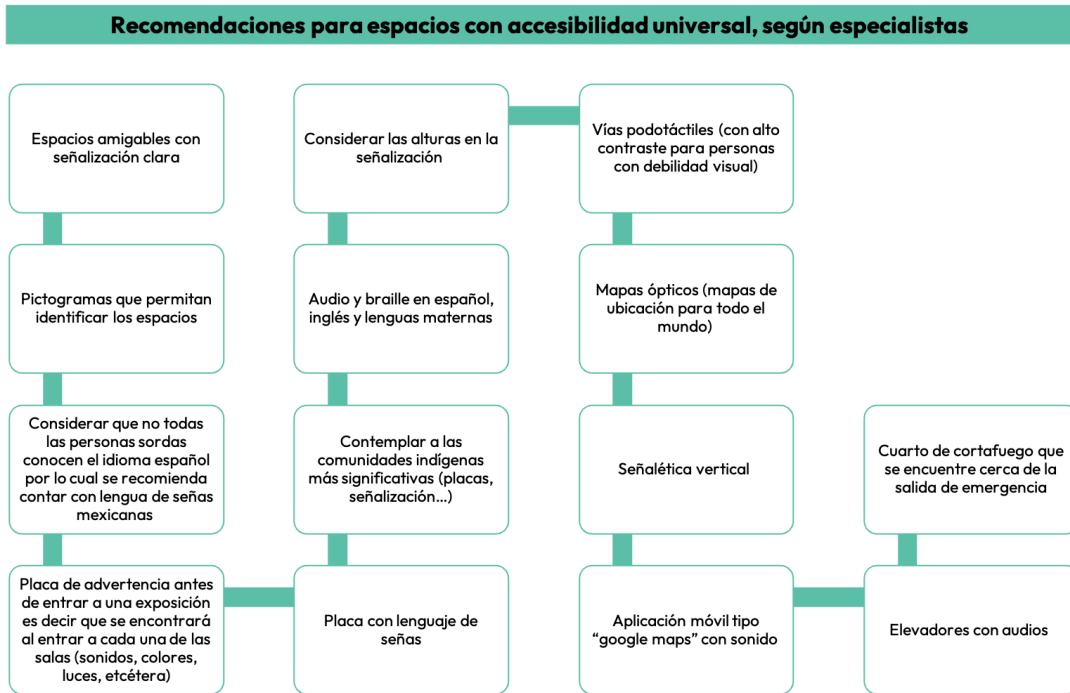 Recomendaciones para espacios con accesibilidad universal, según especialistas
Espacios amigables con
señalización clara
Pictogramas que permitan
identificar los espacios
Considerar que no todas
las personas sordas
conocen el idioma español
por lo cual se recomienda
contar con lengua de señas
mexicanas
Placa de advertencia antes
de entrar a una exposición
es decir que se encontrará
al entrar a cada una de las
salas (sonidos, colores,
luces, etcétera)
Placa con lenguaje de
señas
Contemplar a las
comunidades indígenas
más significativas (placas,
señalización...)
Audio y braille en español,
inglés y lenguas maternas
Considerar las alturas en la
señalización
Vías podotáctiles (con alto
contraste para personas
con debilidad visual)
Mapas ópticos (mapas de
ubicación para todo el
mundo)
Señalética vertical
Aplicación móvil tipo
“google maps” con sonido
Elevadores con audios
Cuarto de cortafuego que
se encuentre cerca de la
salida de emergencia